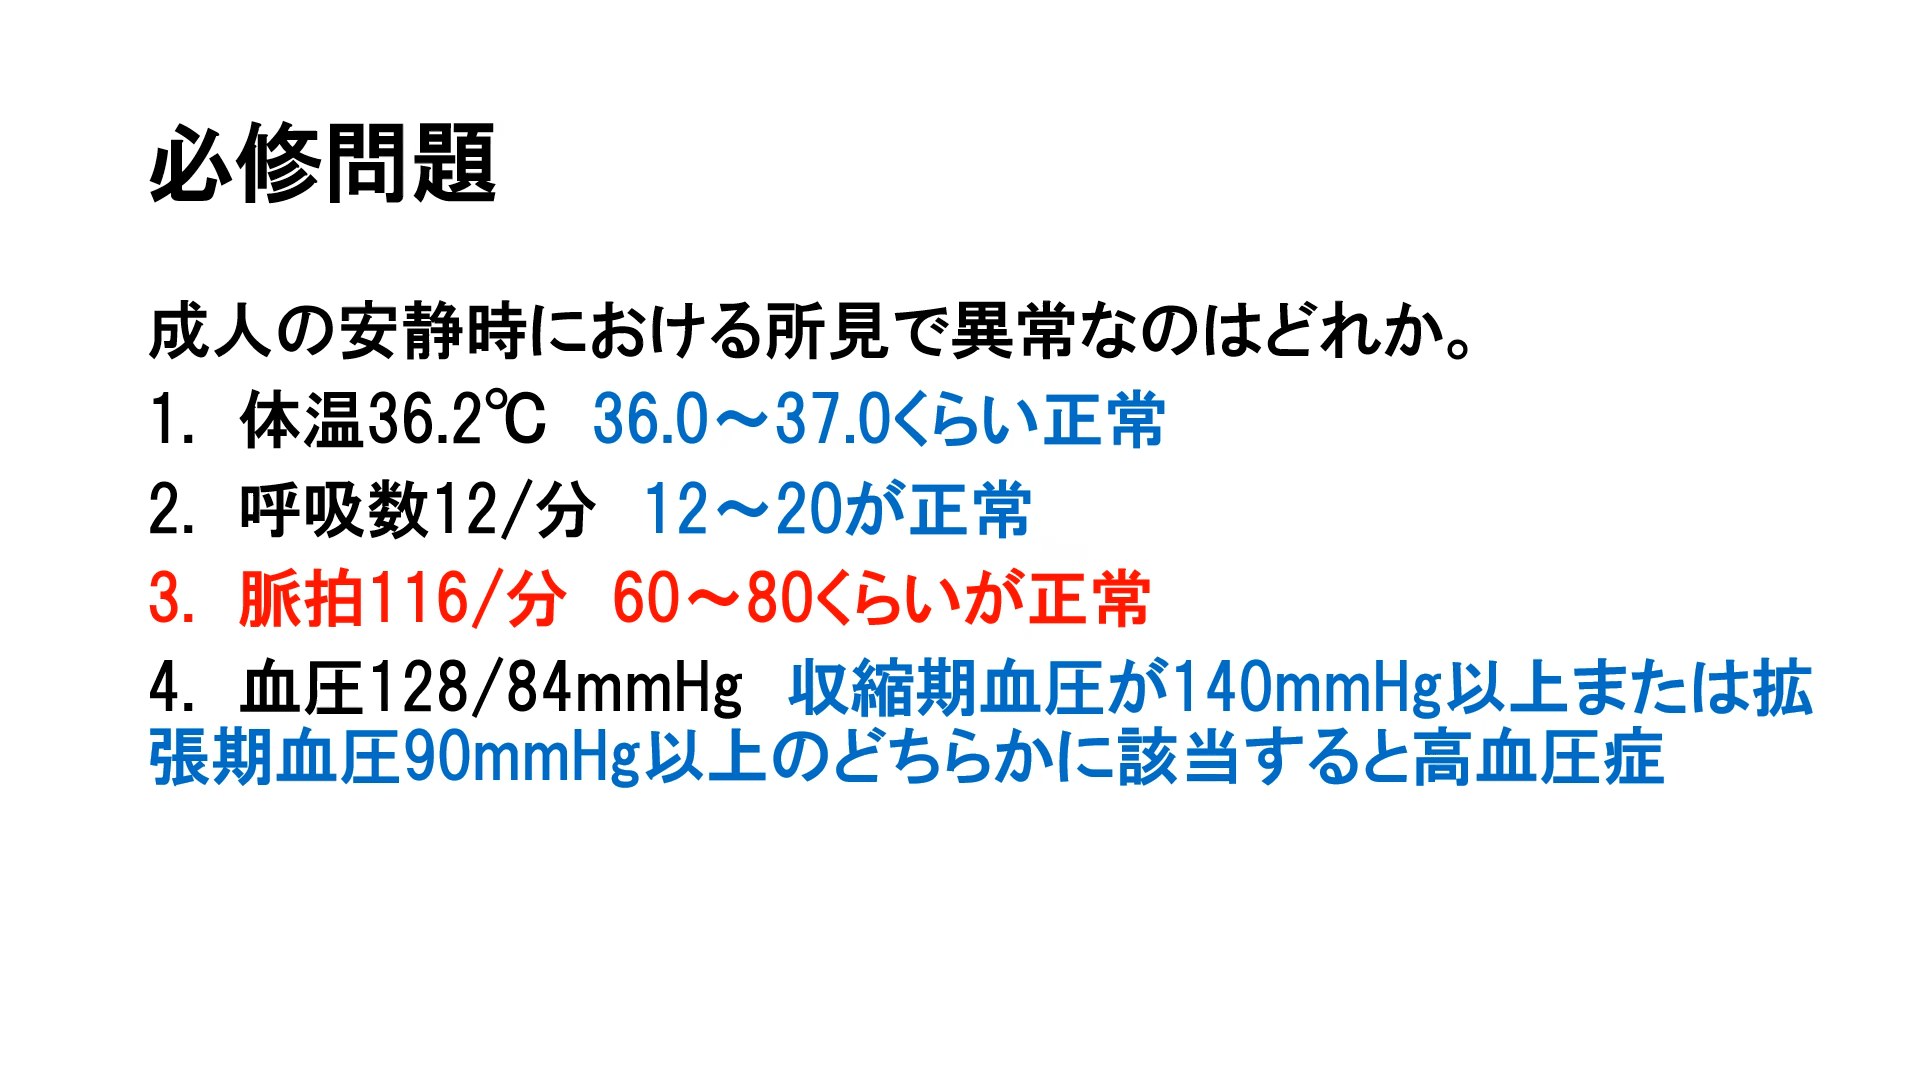 必修問題
成人の安静時における所見で異常なのはどれか。
1. 体温36.2℃ 36.0～37.0くらい正常
2. 呼吸数12/分 12～20が正常
3. 脈拍116/分 60～80くらいが正常
4. 血圧128/84mmHg 収縮期血圧が140mmHg以上または拡
張期血圧90mmHg以上のどちらかに該当すると高血圧症